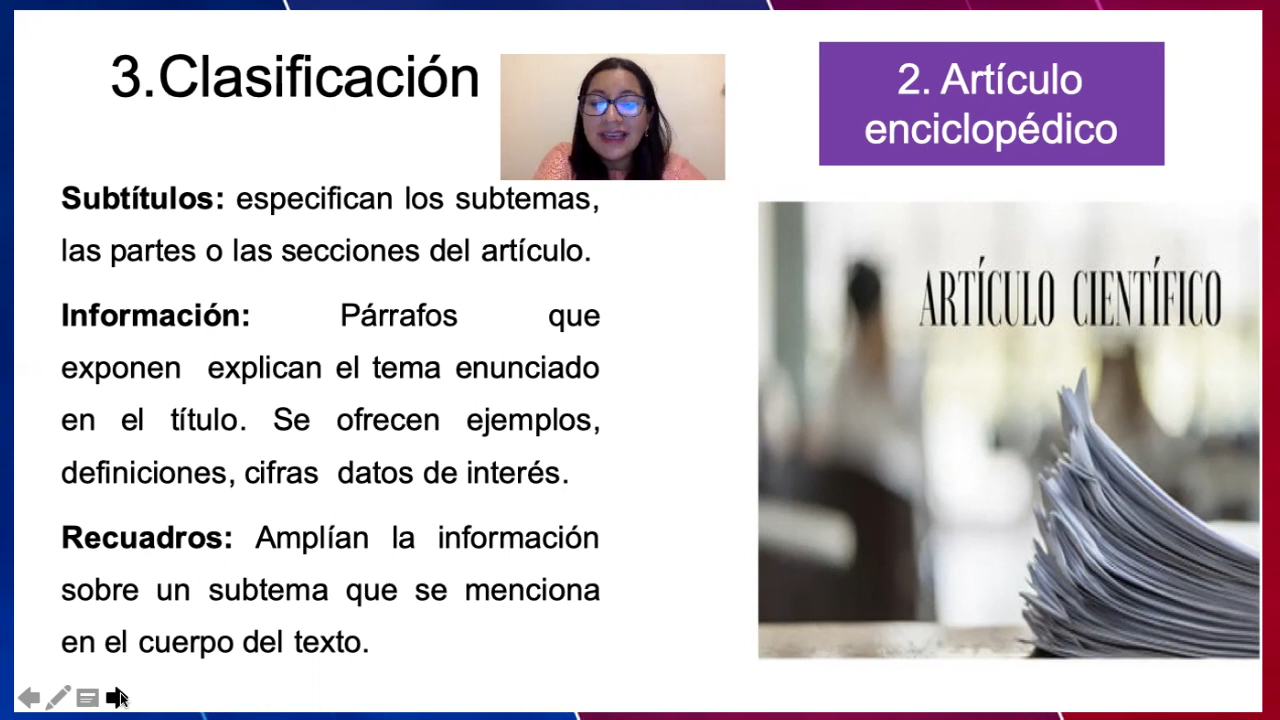 3.Clasificación
2. Artículo
enciclopédico
Subtítulos: especifican los subtemas,
las partes o las secciones del artículo.
Información: Párrafos que
exponen explican el tema enunciado
en el título. Se ofrecen ejemplos,
definiciones, cifras datos de interés.
Recuadros: Amplían la información
sobre un subtema que se menciona
en el cuerpo del texto.
ARTÍCULO CIENTÍFICO